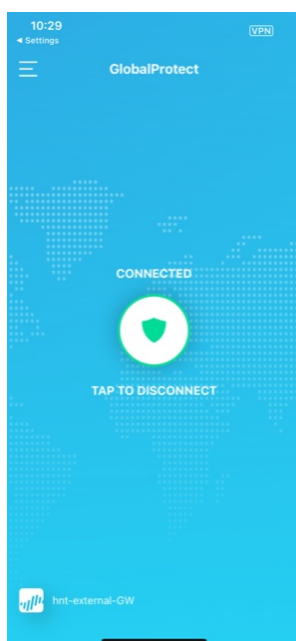 10:29
VPN
◀ Settings
GlobalProtect
CONNECTED
TAP TO DISCONNECT
hnt-external-GW